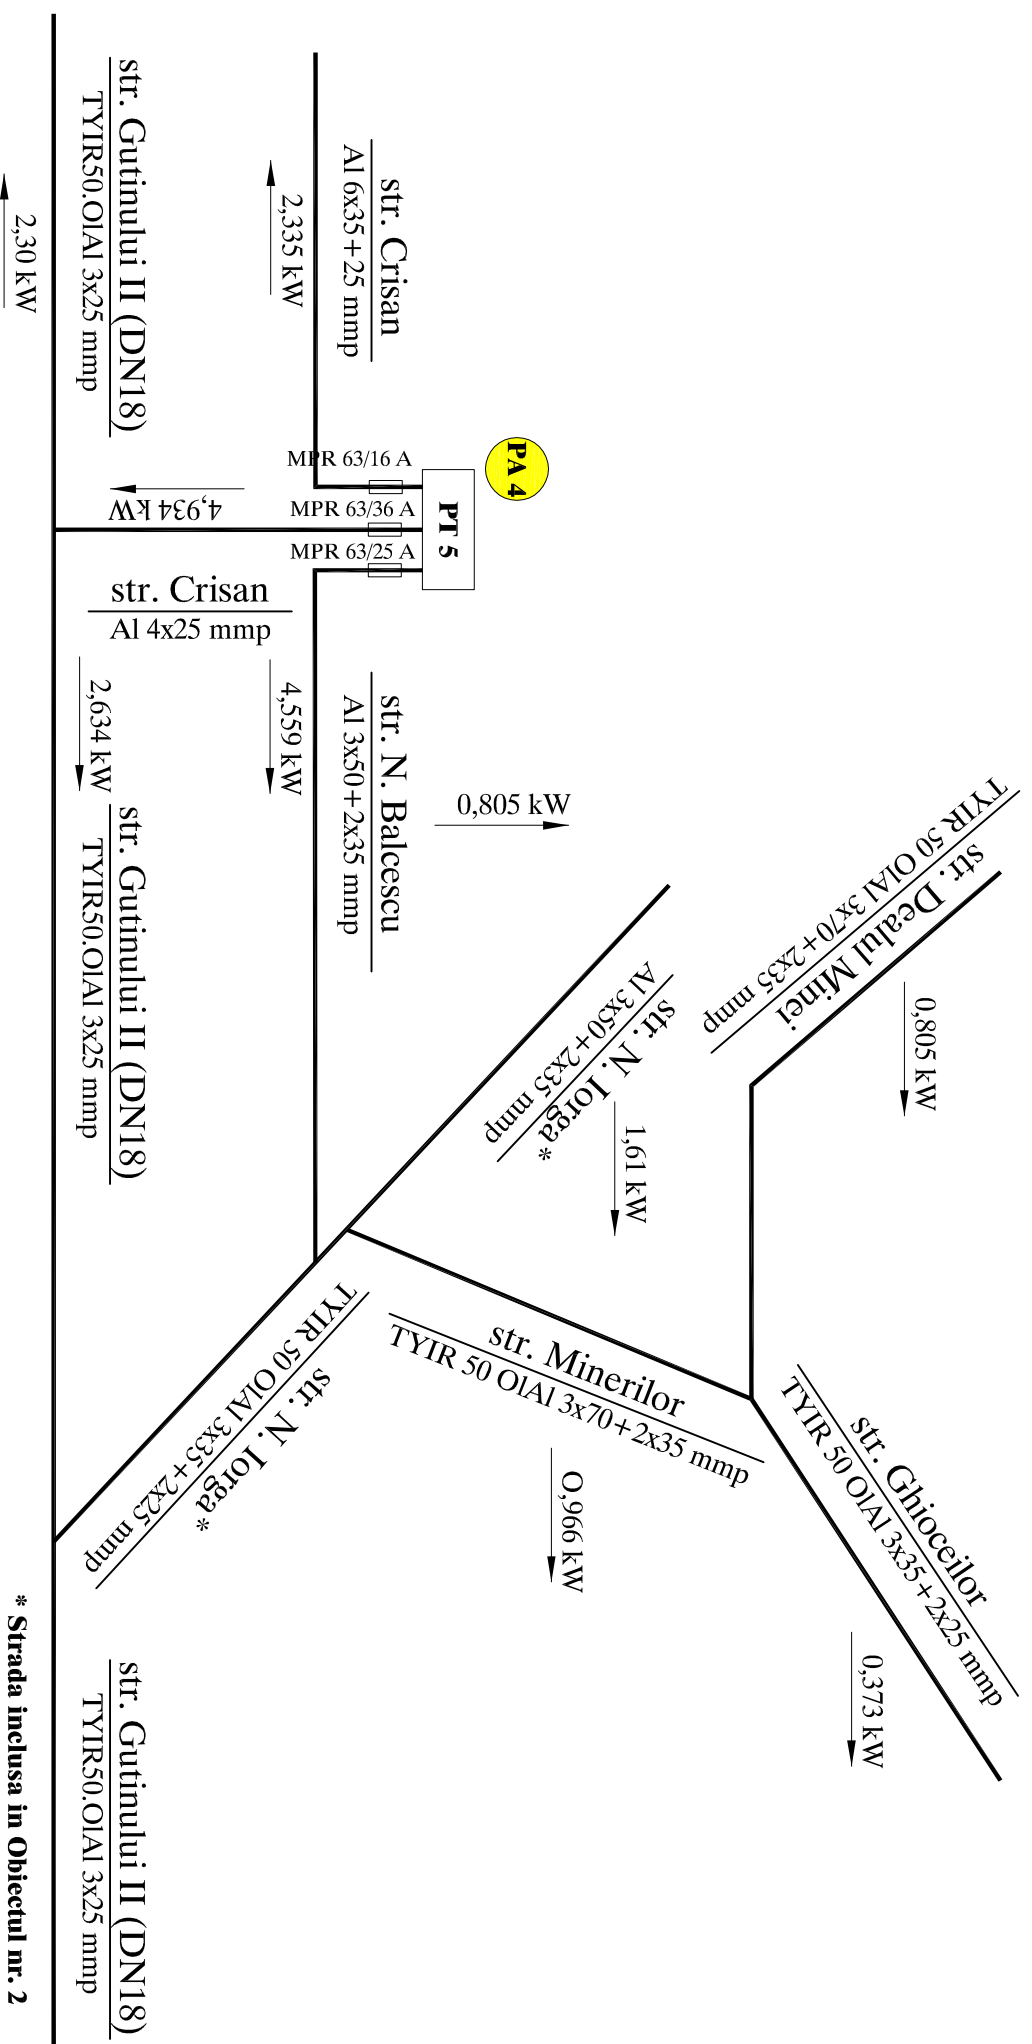 str. Gutinului II (DN18)
TYIR50.OlAl 3x25 mmp
2,30 kW
str. Crisan
Al 6x35+25 mmp
2,335 kW
PA 4
PT 5
MPR 63/16 A
MPR 63/36 A
MPR 63/25 A
4,934 kW
str. Crisan
Al 4x25 mmp
2,634 kW
4,559 kW
str. N. Balcescu
Al 3x50+2x35 mmp
0,805 kW
str. Gutinului II (DN18)
TYIR50.OlAl 3x25 mmp
TYIR 50 OlAl 3x70+2x35 mmp
str. Dealul Minei
0,805 kW
str. N. Iorga *
Al 3x50+2x35 mmp
1,61 kW
str. Minerilor
TYIR 50 OlAl 3x70+2x35 mmp
O,966 kW
str. Ghioceilor
TYIR 50 OlAl 3x35+2x25 mmp
0,373 kW
TYIR 50 OlAl 3x35+2x25 mmp
str. N. Iorga *
str. Gutinului II (DN18)
TYIR50.OlAl 3x25 mmp
* Strada inclusa in Obiectul nr. 2